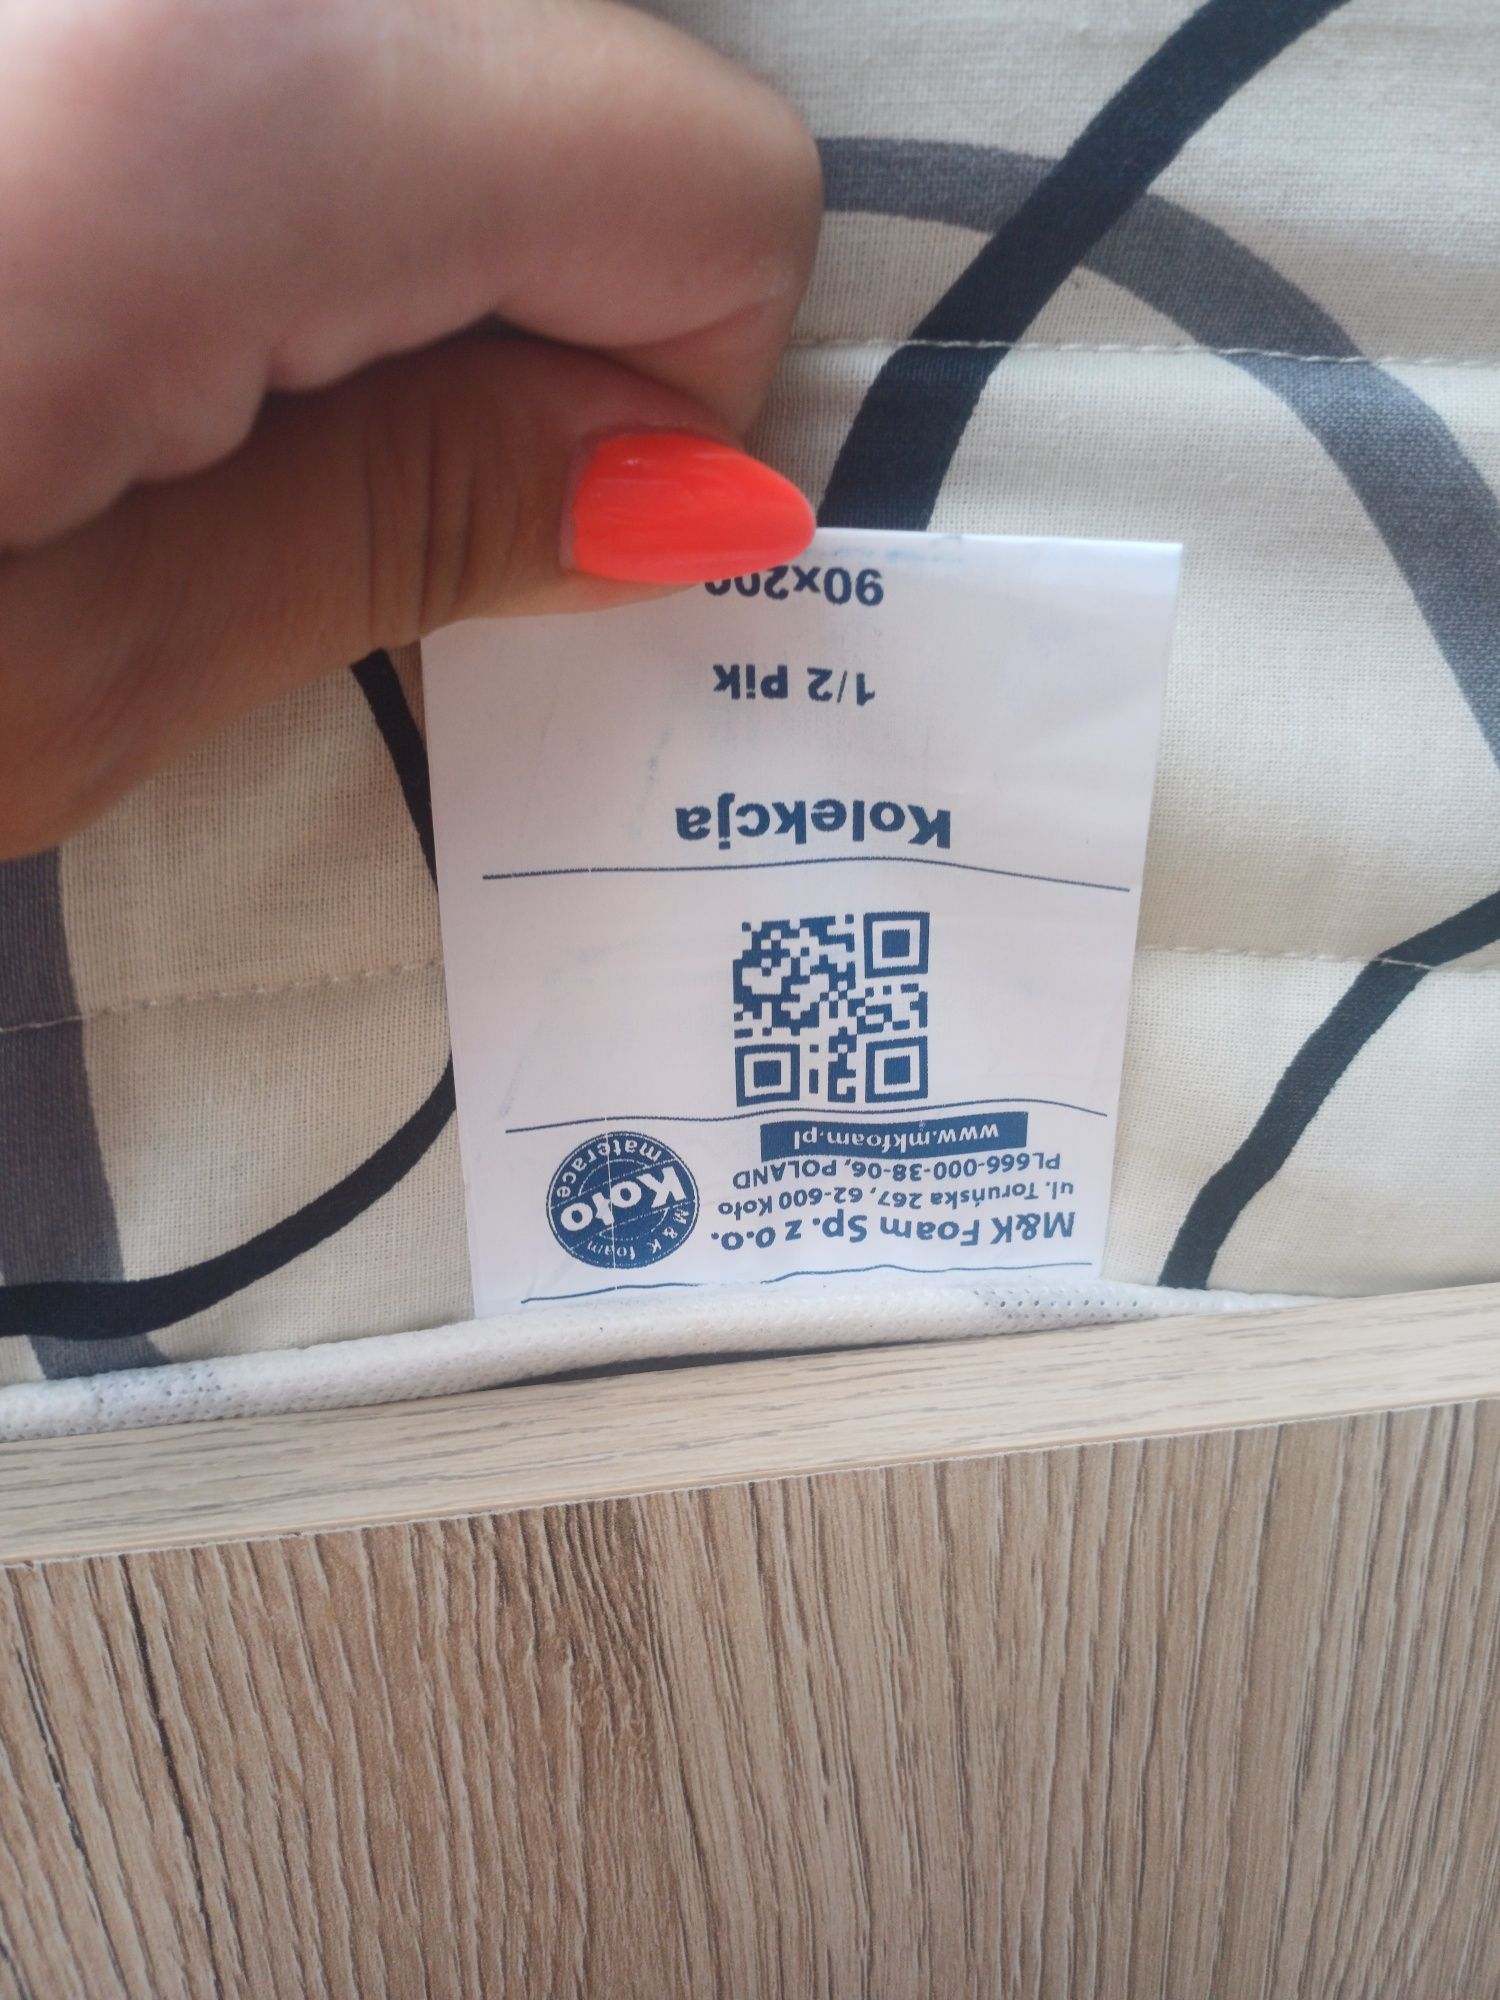 M&K Foam Sp. z o.o.
ul. Toruńska 267, 62-600 Koło
PL666-000-38-06, POLAND
www.mkfoam.pl
M & K foam
Koło
materace
Kolekcja
1/2 Pik
90x200